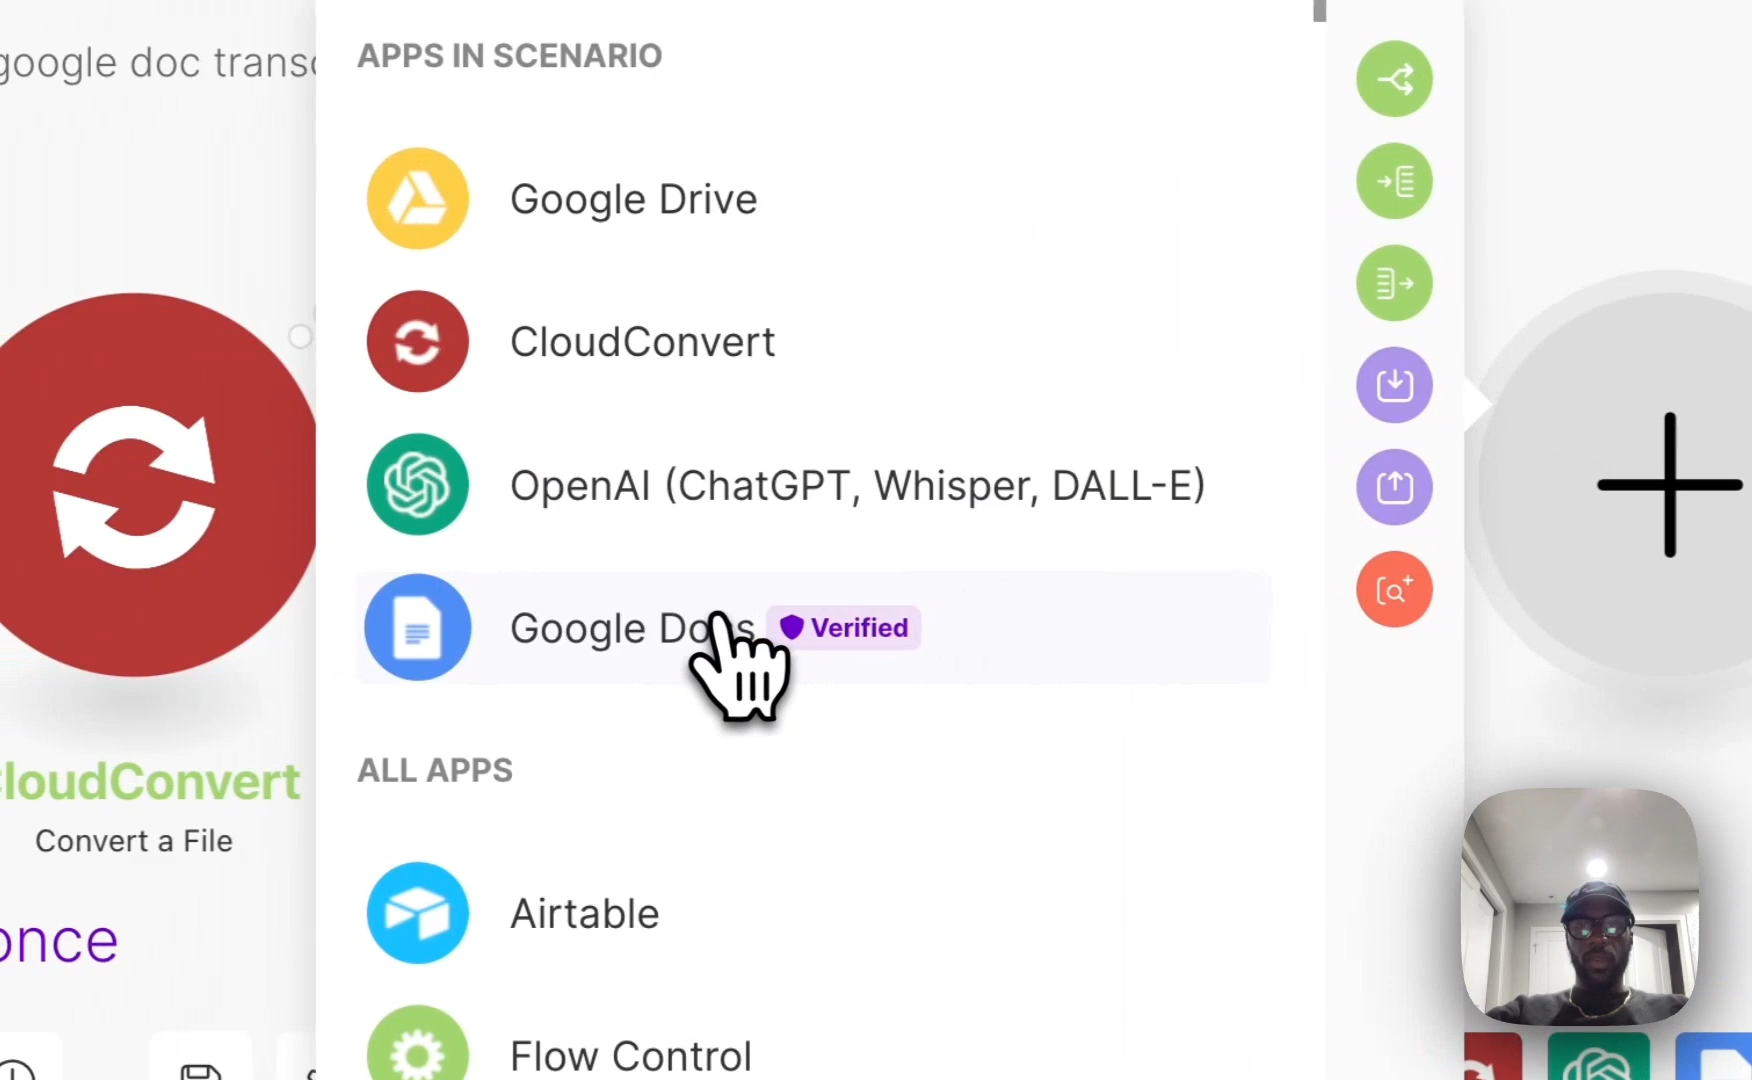 google doc trans
APPS IN SCENARIO
Google Drive
CloudConvert
OpenAI (ChatGPT, Whisper, DALL-E)
Google Docs
Verified
ALL APPS
Airtable
Flow Control
CloudConvert
Convert a File
once